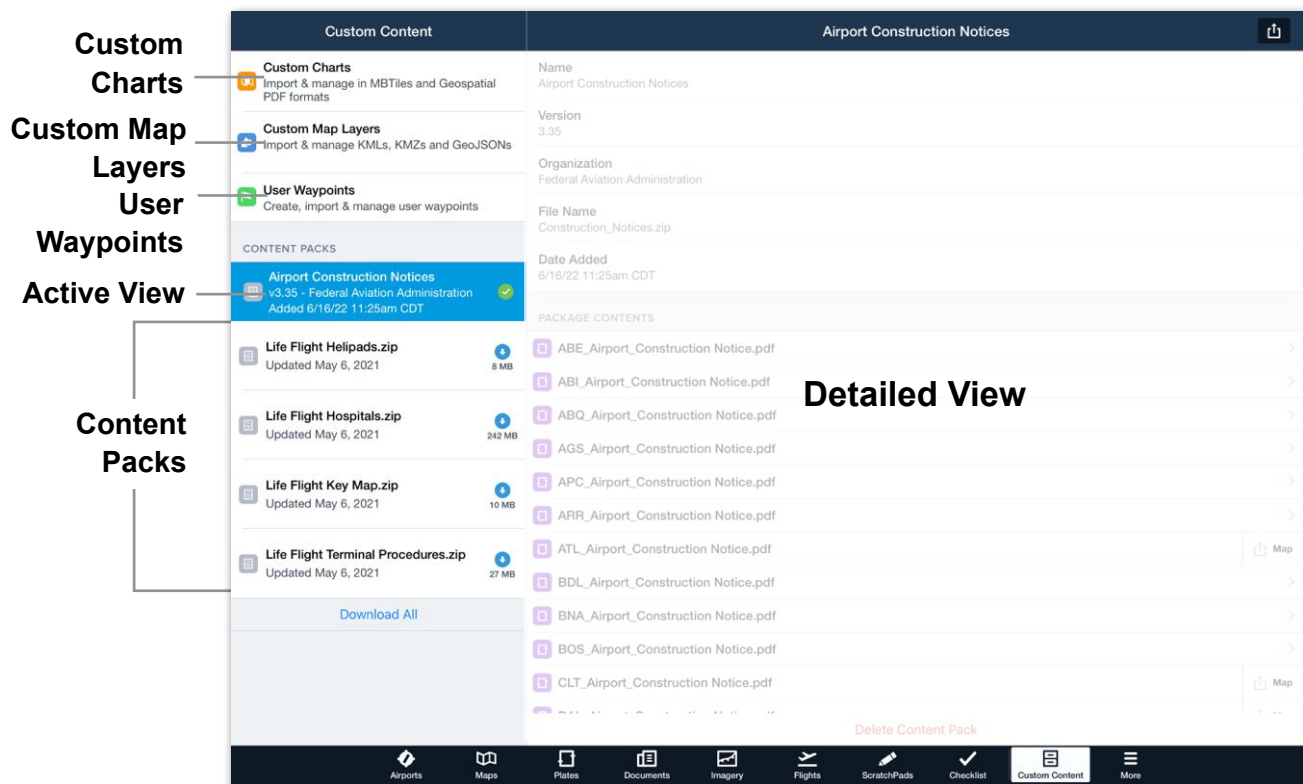 Custom
Charts
Custom Map
Layers
User
Waypoints
Active View
Content
Packs
Custom Content
Custom Charts
Import & manage in MBTiles and Geospatial
PDF formats
Custom Map Layers
Import & manage KMLs, KMZs and GeoJSONs
User Waypoints
Create, import & manage user waypoints
CONTENT PACKS
Airport Construction Notices
v3.35 - Federal Aviation Administration
Added 6/16/22 11:25am CDT
Life Flight Helipads.zip
Updated May 6, 2021
8 MB
Life Flight Hospitals.zip
Updated May 6, 2021
242 MB
Life Flight Key Map.zip
Updated May 6, 2021
10 MB
Life Flight Terminal Procedures.zip
Updated May 6, 2021
27 MB
Download All
Airport Construction Notices
Name
Airport Construction Notices
Version
3.35
Organization
Federal Aviation Administration
File Name
Construction_Notices.zip
Date Added
6/16/22 11:25am CDT
PACKAGE CONTENTS
ABE_Airport_Construction Notice.pdf
ABI_Airport_Construction Notice.pdf
Detailed View
ABQ_Airport_Construction Notice.pdf
AGS_Airport_Construction Notice.pdf
APC_Airport_Construction Notice.pdf
ARR_Airport_Construction Notice.pdf
ATL_Airport_Construction Notice.pdf Map
BDL_Airport_Construction Notice.pdf
BNA_Airport_Construction Notice.pdf
BOS_Airport_Construction Notice.pdf
CLT_Airport_Construction Notice.pdf Map
Delete Content Pack
Airports Maps Plates Documents Imagery Flights ScratchPads Checklist Custom Content More